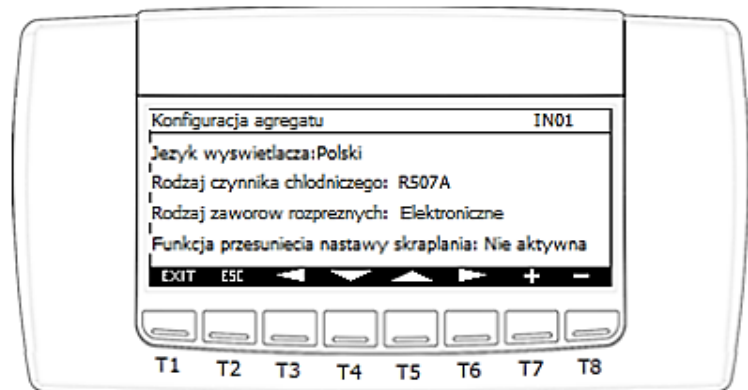 Konfiguracja agregatu IN01
Jezyk wyswietlacza:Polski
Rodzaj czynnika chlodniczego: R507A
Rodzaj zaworow rozpreznych: Elektroniczne
Funkcja przesuniecia nastawy skraplania: Nie aktywna
EXIT ESC + -
T1 T2 T3 T4 T5 T6 T7 T8